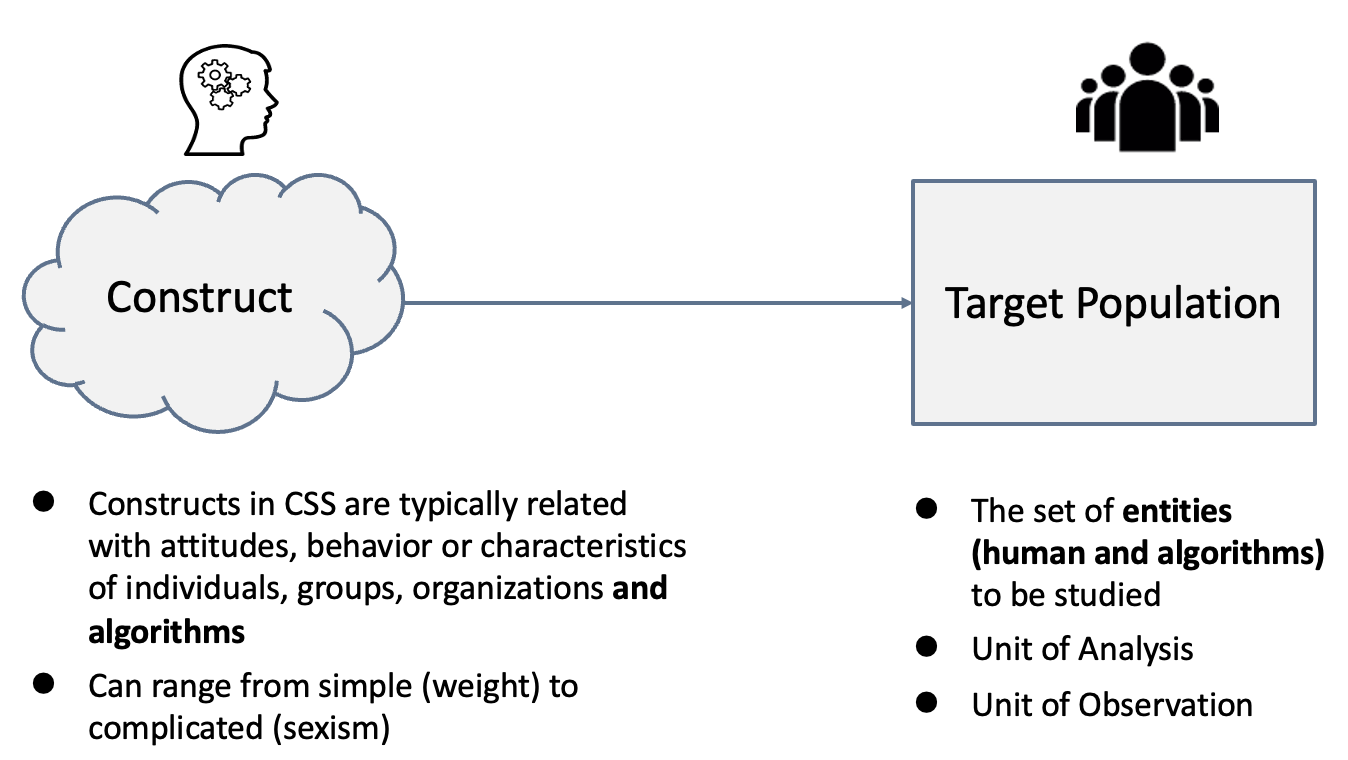 Construct
Target Population
Constructs in CSS are typically related
with attitudes, behavior or characteristics
of individuals, groups, organizations and
algorithms
Can range from simple (weight) to
complicated (sexism)
The set of entities
(human and algorithms)
to be studied
Unit of Analysis
Unit of Observation